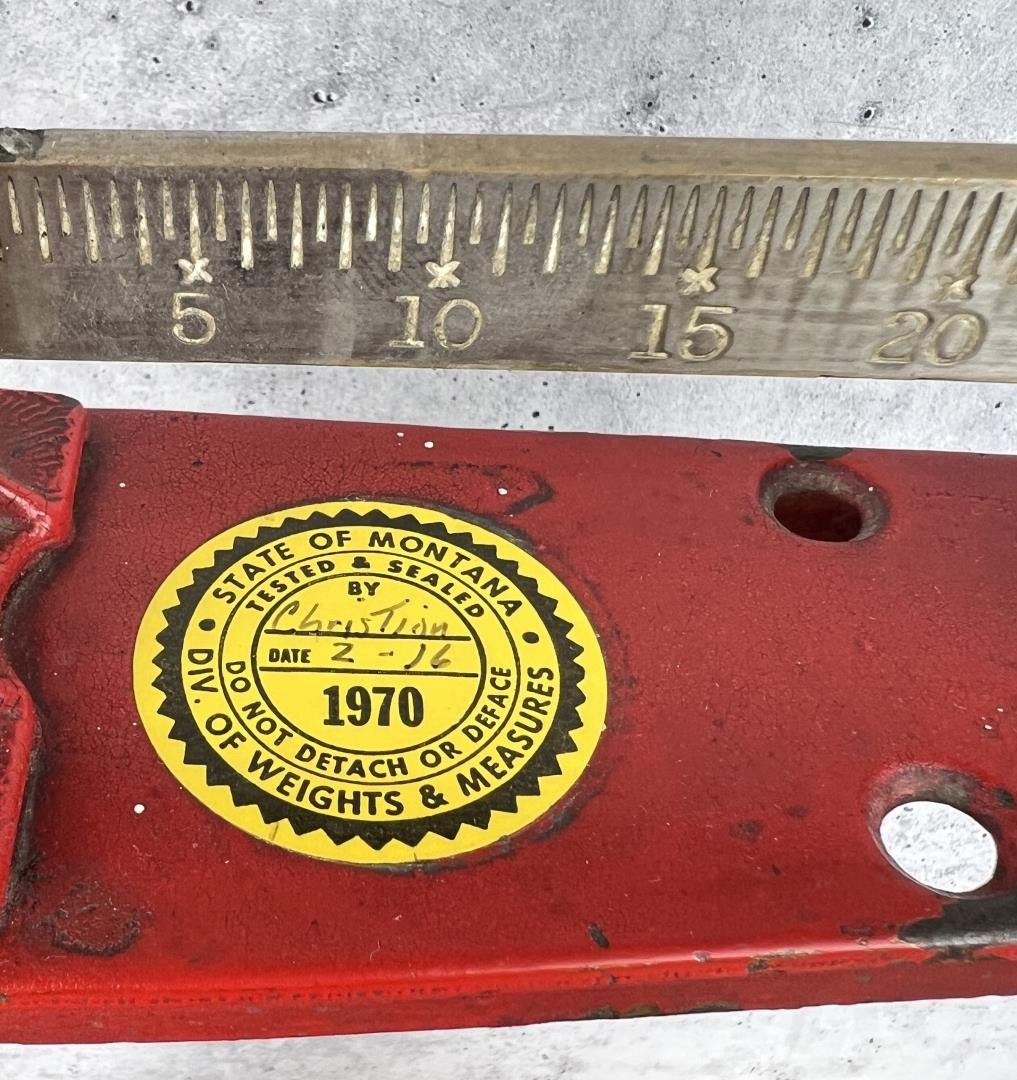 5 10 15 20
STATE OF MONTANA
TESTED & SEALED
BY
Christian
DATE 2 - 16
1970
DO NOT DETACH OR DEFACE
DIV. OF WEIGHTS & MEASURES